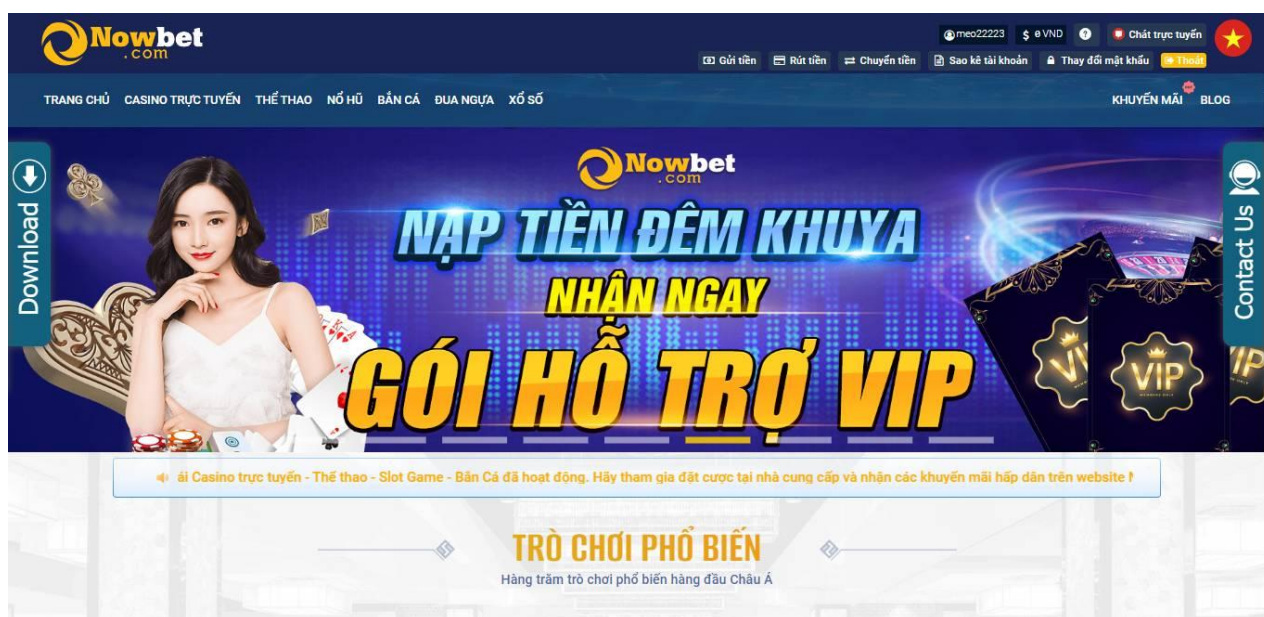 Nowbet
.com
meo22223 $ 0 VND ? Chát trực tuyến
Gửi tiền Rút tiền Chuyển tiền Sao kê tài khoản Thay đổi mật khẩu Thoát
TRANG CHỦ CASINO TRỰC TUYẾN THỂ THAO NỔ HŨ BẮN CÁ ĐUA NGỰA XỔ SỐ KHUYẾN MÃI BLOG
Download
Nowbet
.com
NẠP TIỀN ĐÊM KHUYA
NHẬN NGAY
GÓI HỖ TRỢ VIP
VIP
Contact Us
ái Casino trực tuyến - Thể thao - Slot Game - Bắn Cá đã hoạt động. Hãy tham gia đặt cược tại nhà cung cấp và nhận các khuyến mãi hấp dẫn trên website
TRÒ CHƠI PHỔ BIẾN
Hàng trăm trò chơi phổ biến hàng đầu Châu Á